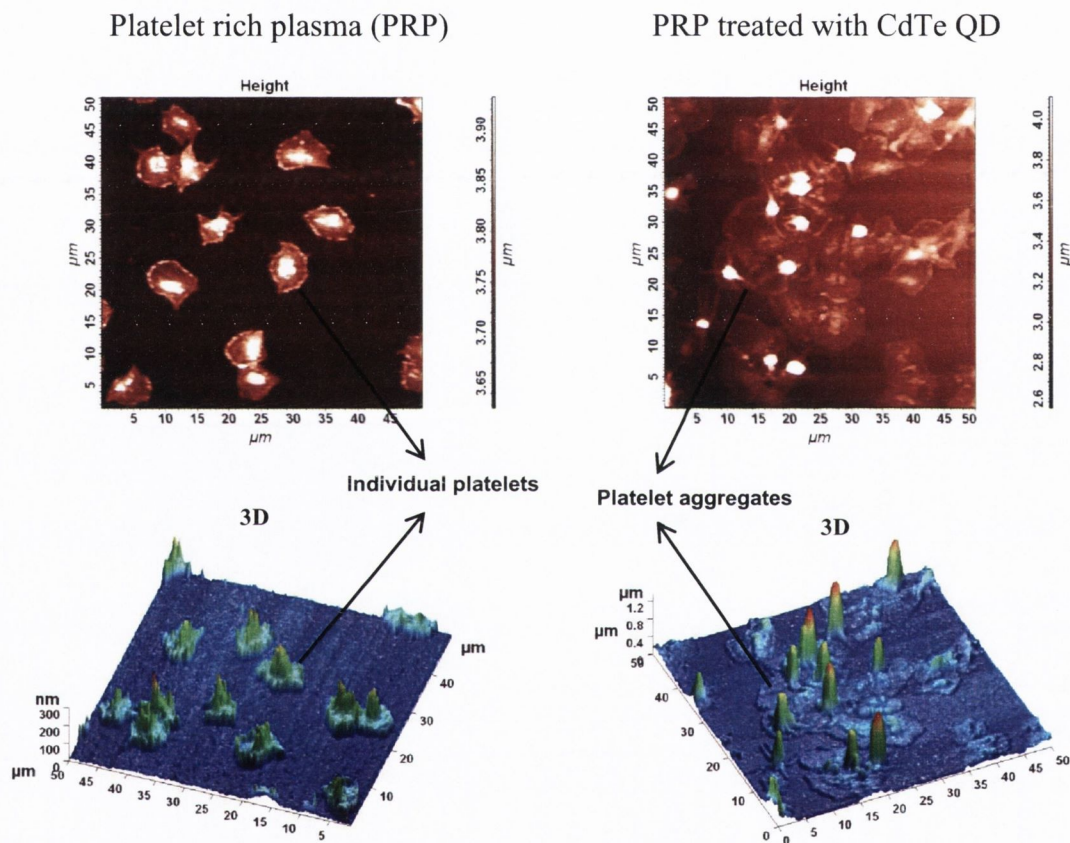 Platelet rich plasma (PRP)
PRP treated with CdTe QD
Height
50
45
40
35
30
25
20
15
10
5
µm
5 10 15 20 25 30 35 40 45
µm
3.90
3.85
3.80
3.75
3.70
3.65
µm
Height
50
45
40
35
30
25
20
15
10
5
µm
5 10 15 20 25 30 35 40 45 50
µm
4.0
3.8
3.6
3.4
3.2
3.0
2.8
2.6
µm
Individual platelets
Platelet aggregates
3D
µm
40
30
20
10
nm
300
200
100
0
µm
50 45 40 35 30 25 20 15 10 5
3D
µm
1.2
µm 0.8
0.4
50
40
30
20
10
0
0 5 10 15 20 25 30 35 40 45 50